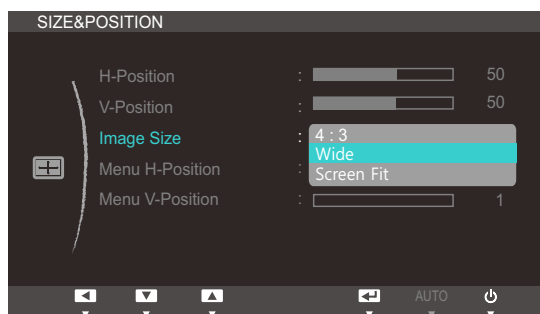 SIZE&POSITION
H-Position : 50
V-Position : 50
Image Size : 4 : 3
Wide
Menu H-Position : Screen Fit
Menu V-Position : 1
AUTO